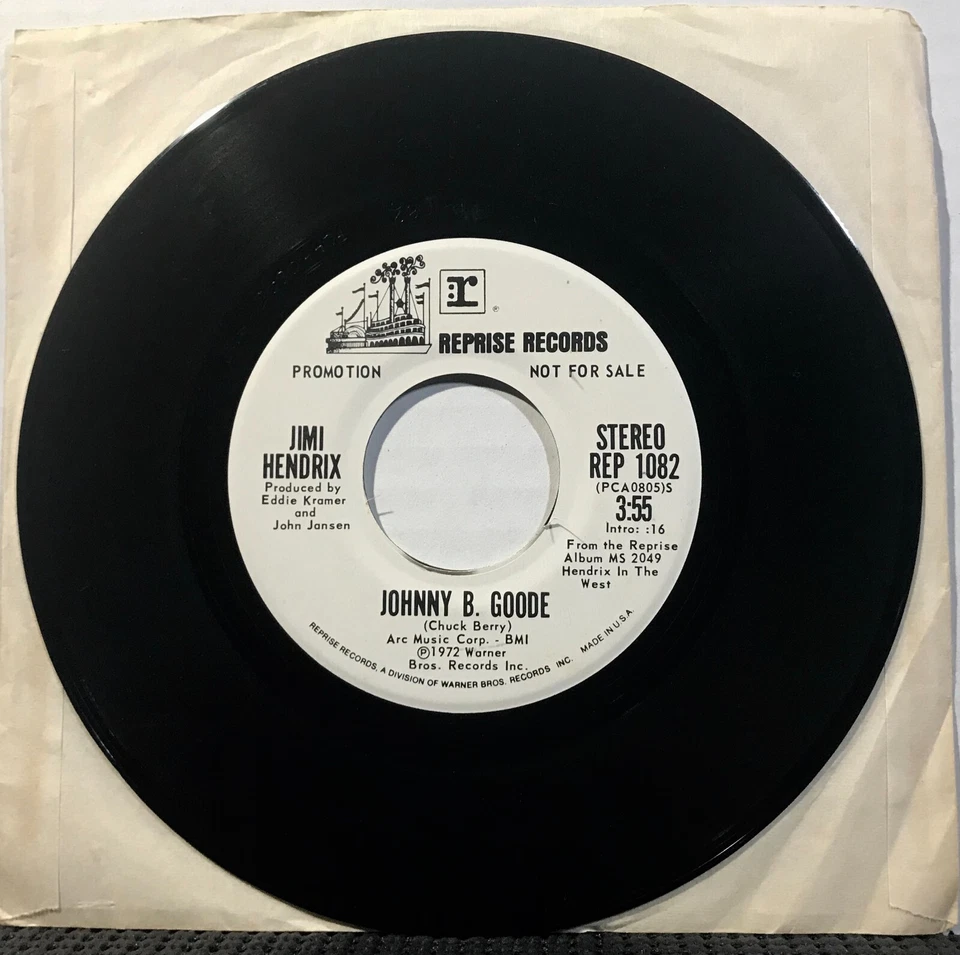 r
®
REPRISE RECORDS
PROMOTION
NOT FOR SALE
JIMI
HENDRIX
Produced by
Eddie Kramer
and
John Jansen
STEREO
REP 1082
(PCA0805)S
3:55
Intro: :16
From the Reprise
Album MS 2049
Hendrix In The
West
JOHNNY B. GOODE
(Chuck Berry)
Arc Music Corp. - BMI
℗1972 Warner
Bros. Records Inc.
REPRISE RECORDS, A DIVISION OF WARNER BROS. RECORDS INC. MADE IN U.S.A.